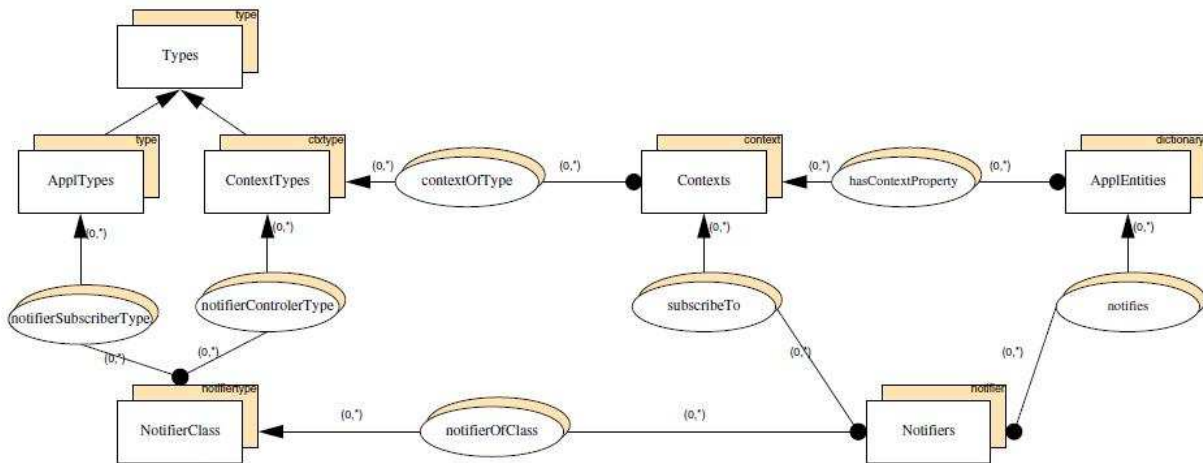 type
Types
type
ApplTypes
ctxtype
ContextTypes
(0,*)
contextOfType
(0,*)
context
Contexts
(0,*)
hasContextProperty
(0,*)
dictionary
ApplEntities
(0,*)
(0,*)
(0,*)
(0,*)
notifierSubscriberType
notifierControlerType
subscribeTo
notifies
(0,*)
(0,*)
(0,*)
(0,*)
notifiertype
NotifierClass
(0,*)
notifierOfClass
(0,*)
notifier
Notifiers